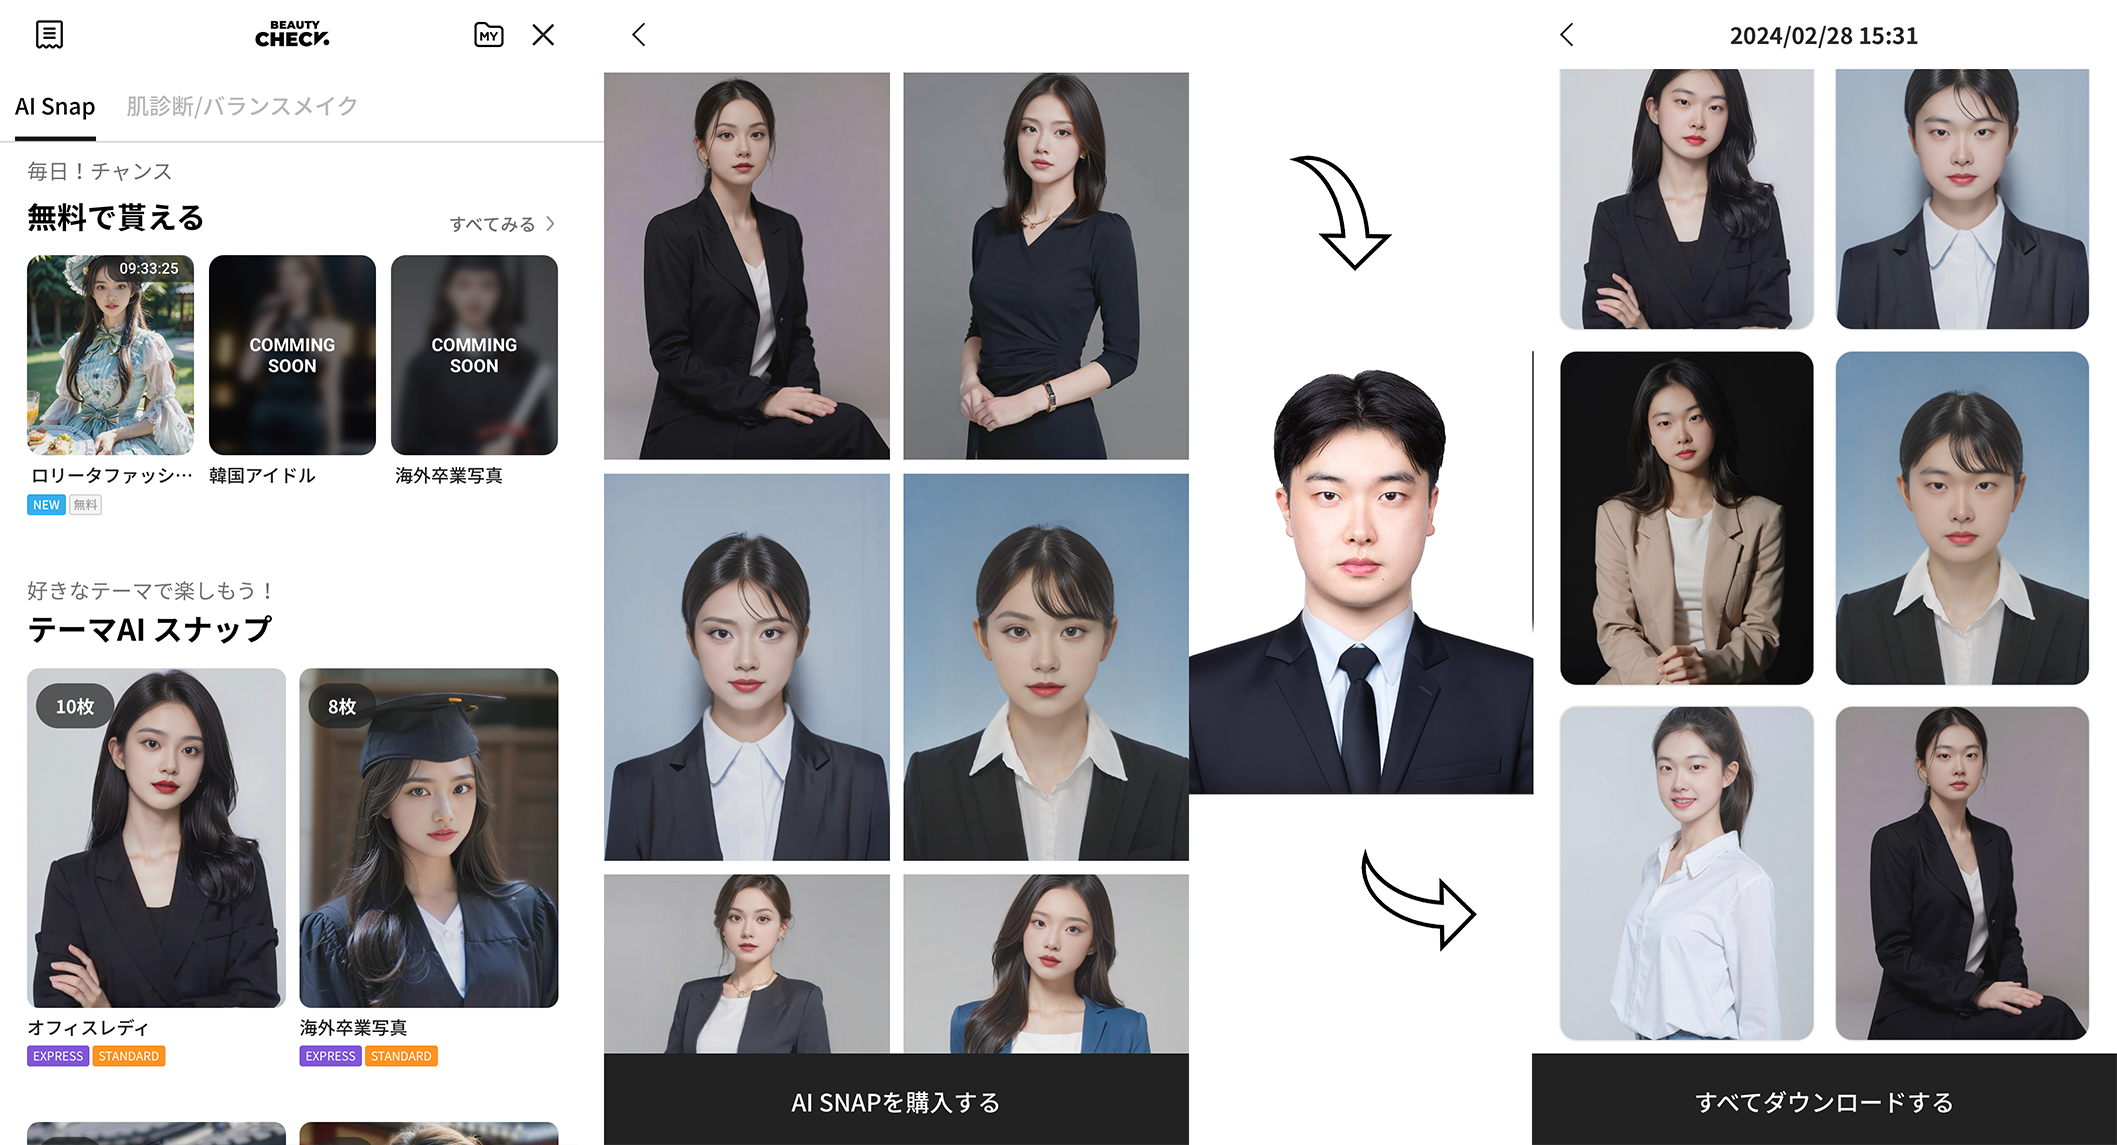 BEAUTY
CHECK.
MY
AI Snap
肌診断/バランスメイク
毎日！チャンス
無料で貰える
すべてみる
09:33:25
COMMING
SOON
COMMING
SOON
ロリータファッシ…
韓国アイドル
海外卒業写真
NEW
無料
好きなテーマで楽しもう！
テーマAI スナップ
10枚
8枚
オフィスレディ
海外卒業写真
EXPRESS
STANDARD
EXPRESS
STANDARD
AI SNAPを購入する
2024/02/28 15:31
すべてダウンロードする